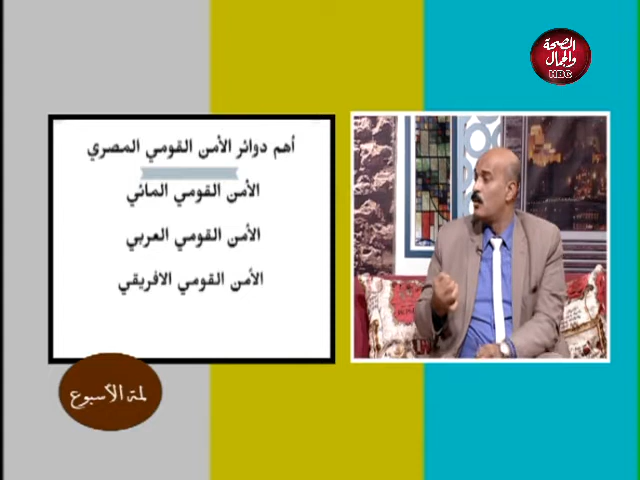 الصحة
والجمال
HBC
أهم دوائر الأمن القومي المصري
الأمن القومي المائي
الأمن القومي العربي
الأمن القومي الافريقي
لمة الأسبوع